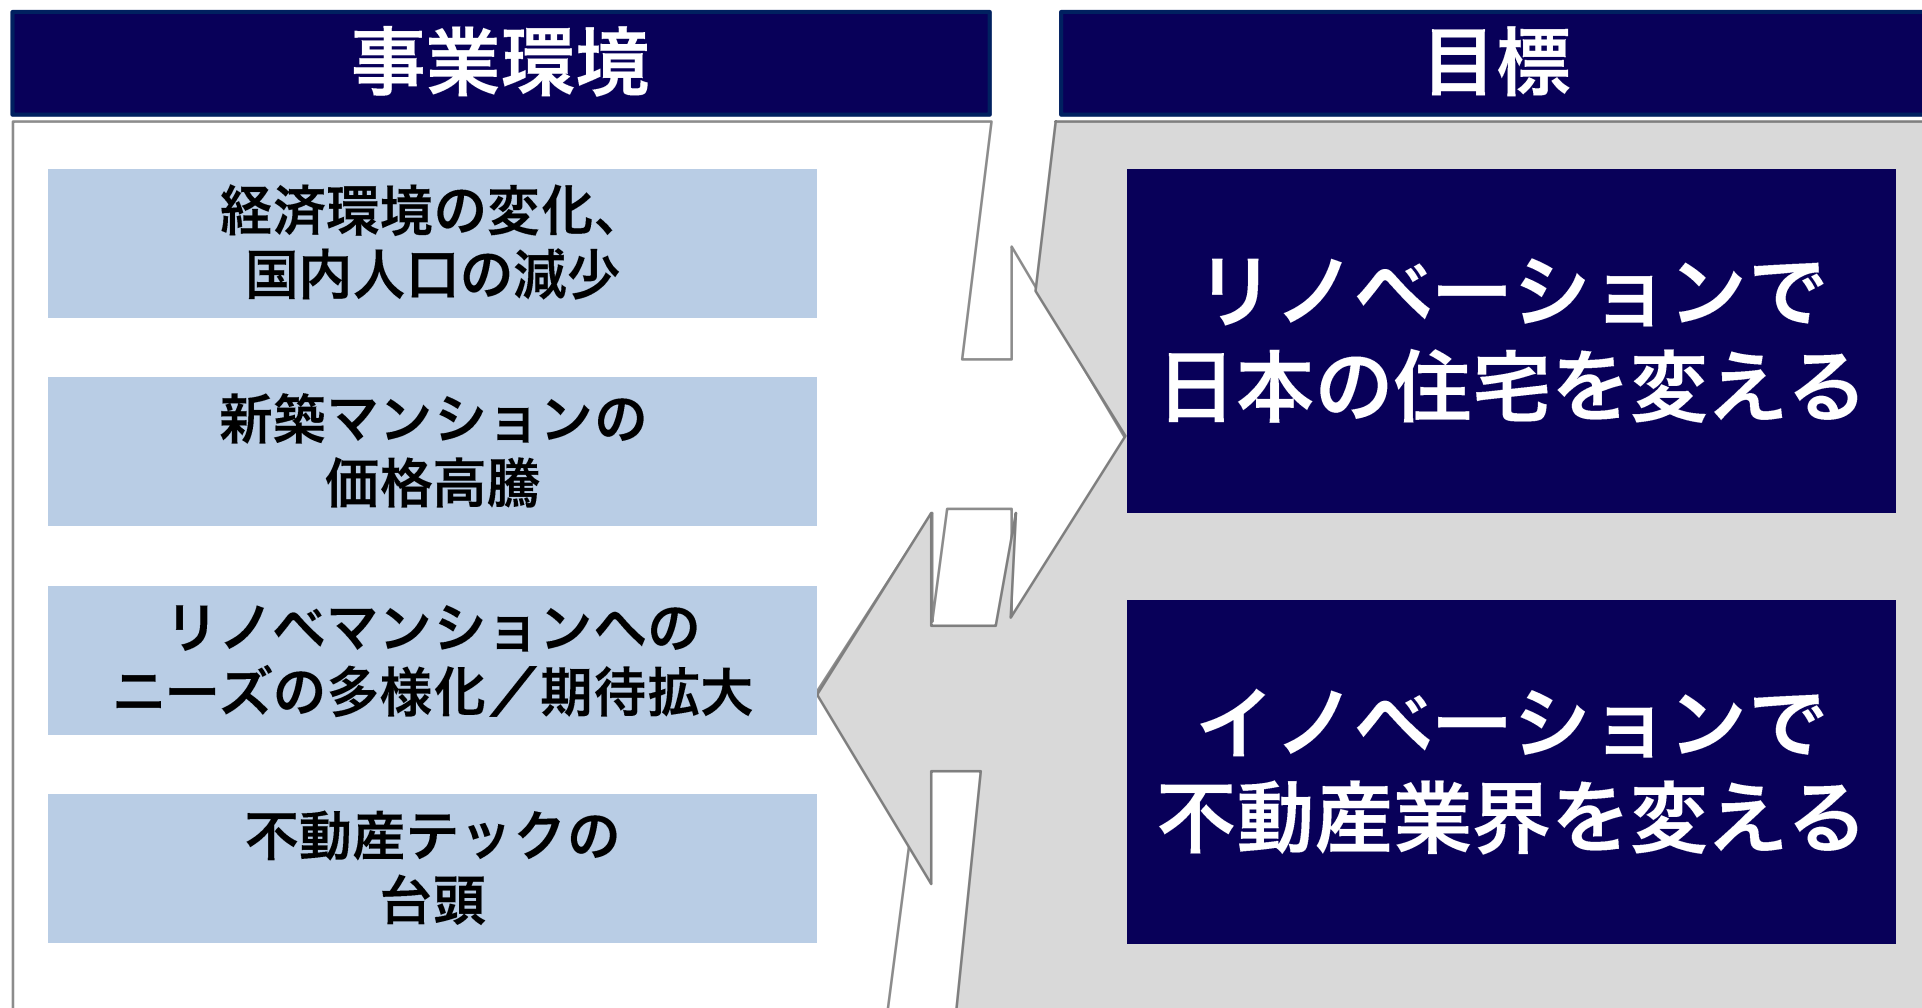 事業環境
経済環境の変化、
国内人口の減少
新築マンションの
価格高騰
リノベマンションへの
ニーズの多様化／期待拡大
不動産テックの
台頭
目標
リノベーションで
日本の住宅を変える
イノベーションで
不動産業界を変える